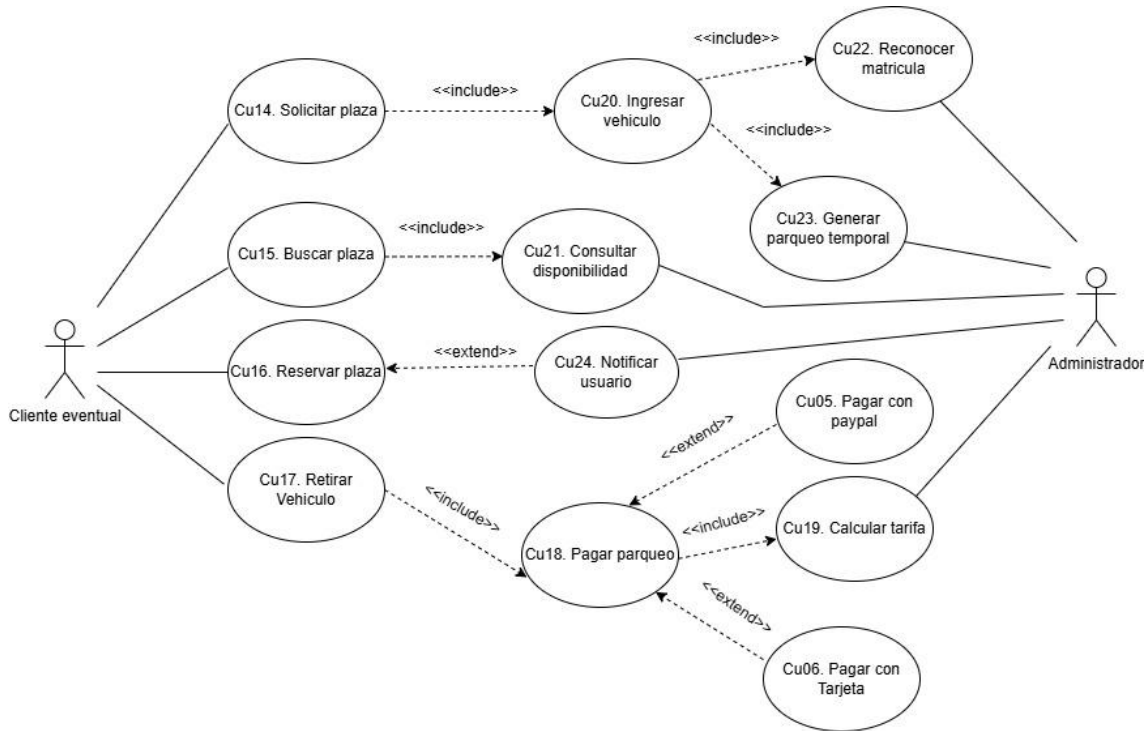 <<include>>
Cu22. Reconocer
matricula
<<include>>
Cu14. Solicitar plaza
Cu20. Ingresar
vehiculo
<<include>>
Cu23. Generar
parqueo temporal
<<include>>
Cu15. Buscar plaza
Cu21. Consultar
disponibilidad
<<extend>>
Cu16. Reservar plaza
Cu24. Notificar
usuario
Cliente eventual
Administrador
Cu05. Pagar con
paypal
<<extend>>
Cu17. Retirar
Vehiculo
<<include>>
<<include>>
Cu19. Calcular tarifa
Cu18. Pagar parqueo
<<extend>>
Cu06. Pagar con
Tarjeta